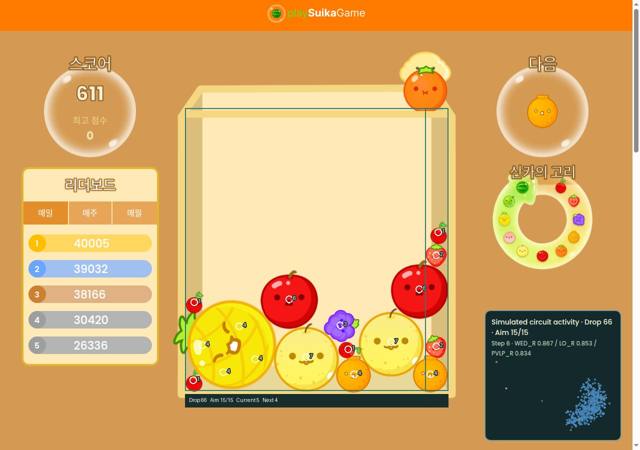 playSuikaGame
스코어
611
최고 점수
0
다음
신카의 고리
리더보드
매일 매주 매월
1 40005
2 39032
3 38166
4 30420
5 26336
Simulated circuit activity · Drop 66
· Aim 15/15
Step 6 · WED_R 0.867 / LO_R 0.853 /
PVLP_R 0.834
Drop66 Aim 15/15 Current5 Next 4